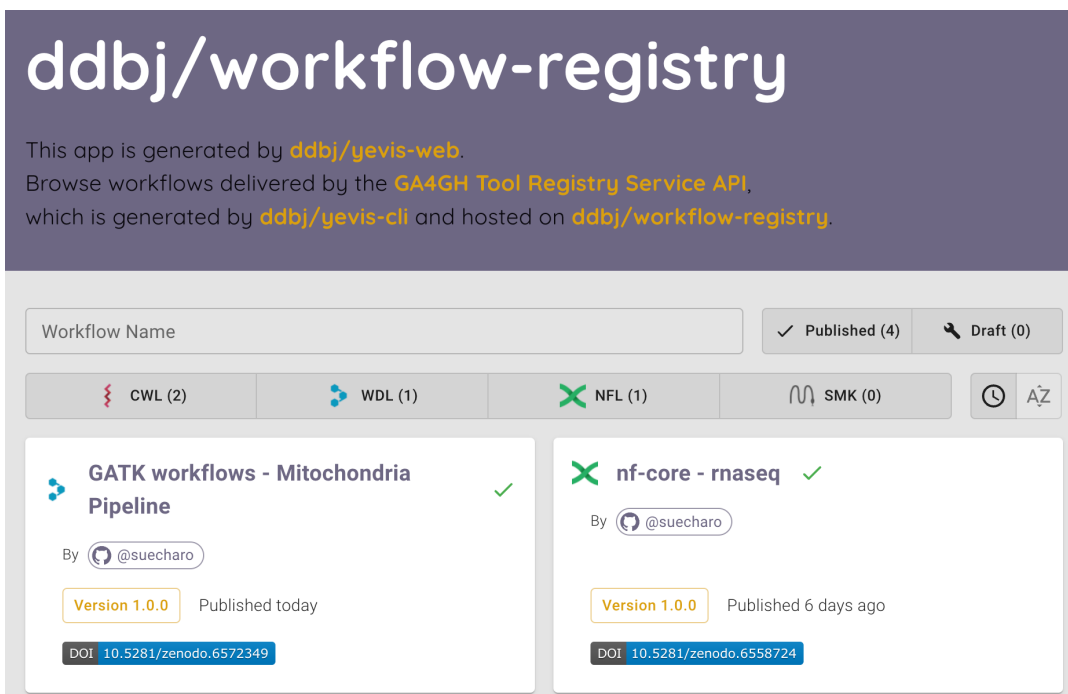 ddbj/workflow-registry
This app is generated by ddbj/yevis-web.
Browse workflows delivered by the GA4GH Tool Registry Service API,
which is generated by ddbj/yevis-cli and hosted on ddbj/workflow-registry.
Workflow Name
Published (4)
Draft (0)
CWL (2)
WDL (1)
NFL (1)
SMK (0)
AZ
GATK workflows - Mitochondria
Pipeline
By @suecharo
Version 1.0.0 Published today
DOI 10.5281/zenodo.6572349
nf-core - rnaseq
By @suecharo
Version 1.0.0 Published 6 days ago
DOI 10.5281/zenodo.6558724